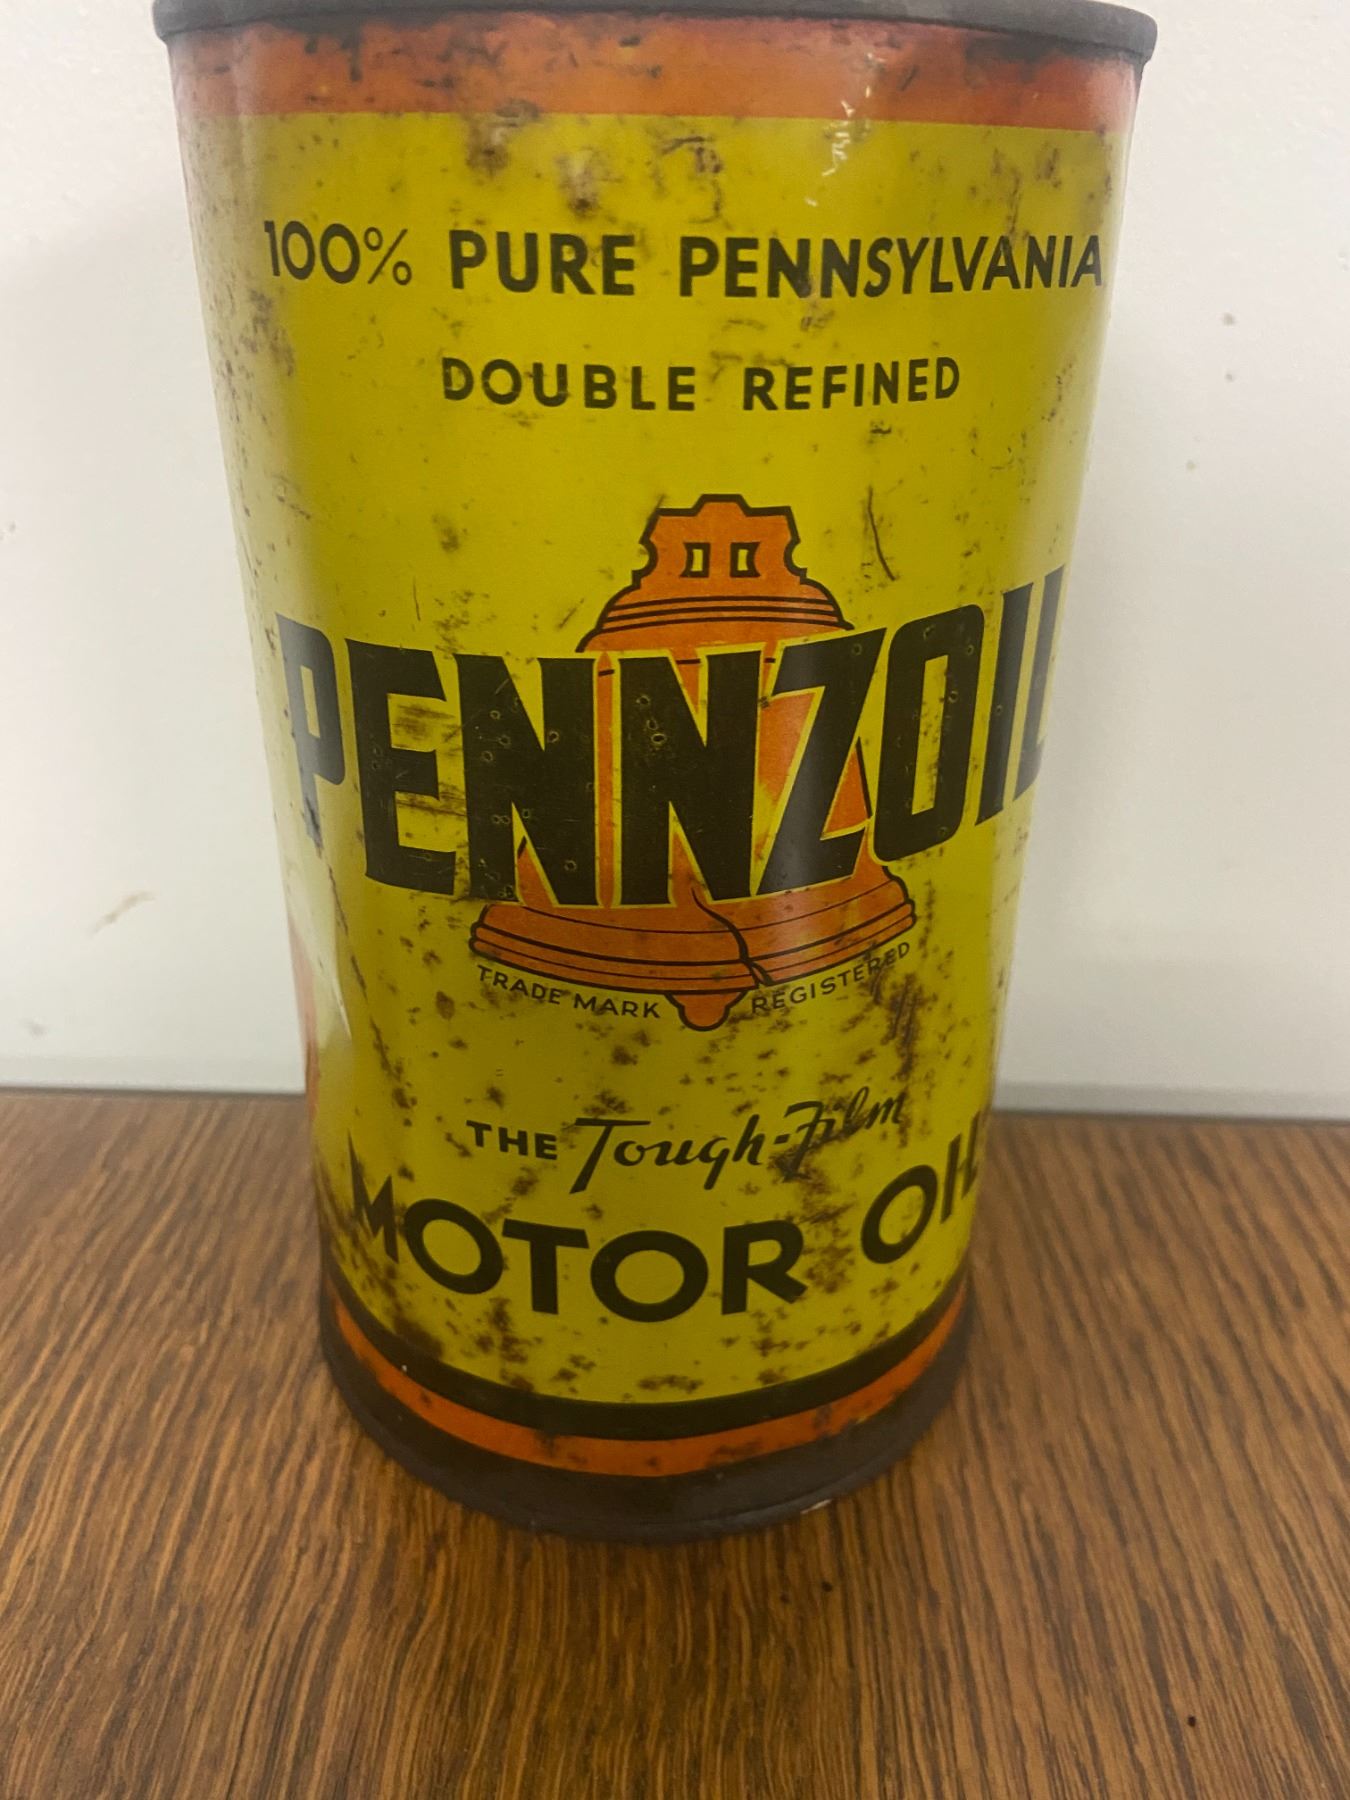 100% PURE PENNSYLVANIA
DOUBLE REFINED
PENNZOIL
TRADE MARK REGISTERED
THE Tough-Film
MOTOR OIL